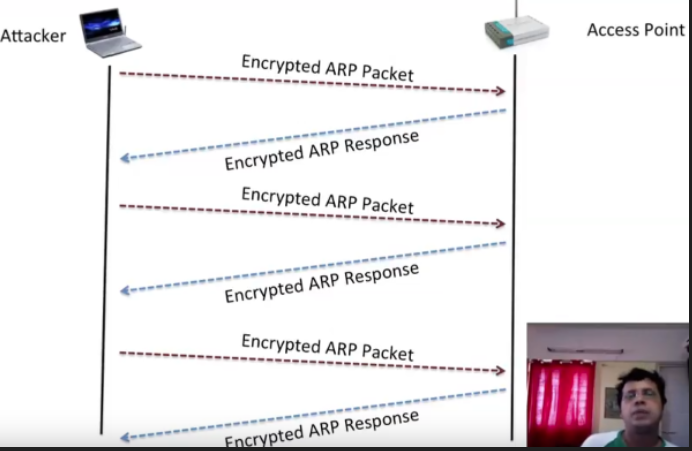 Attacker
Access Point
Encrypted ARP Packet
Encrypted ARP Response
Encrypted ARP Packet
Encrypted ARP Response
Encrypted ARP Packet
Encrypted ARP Response